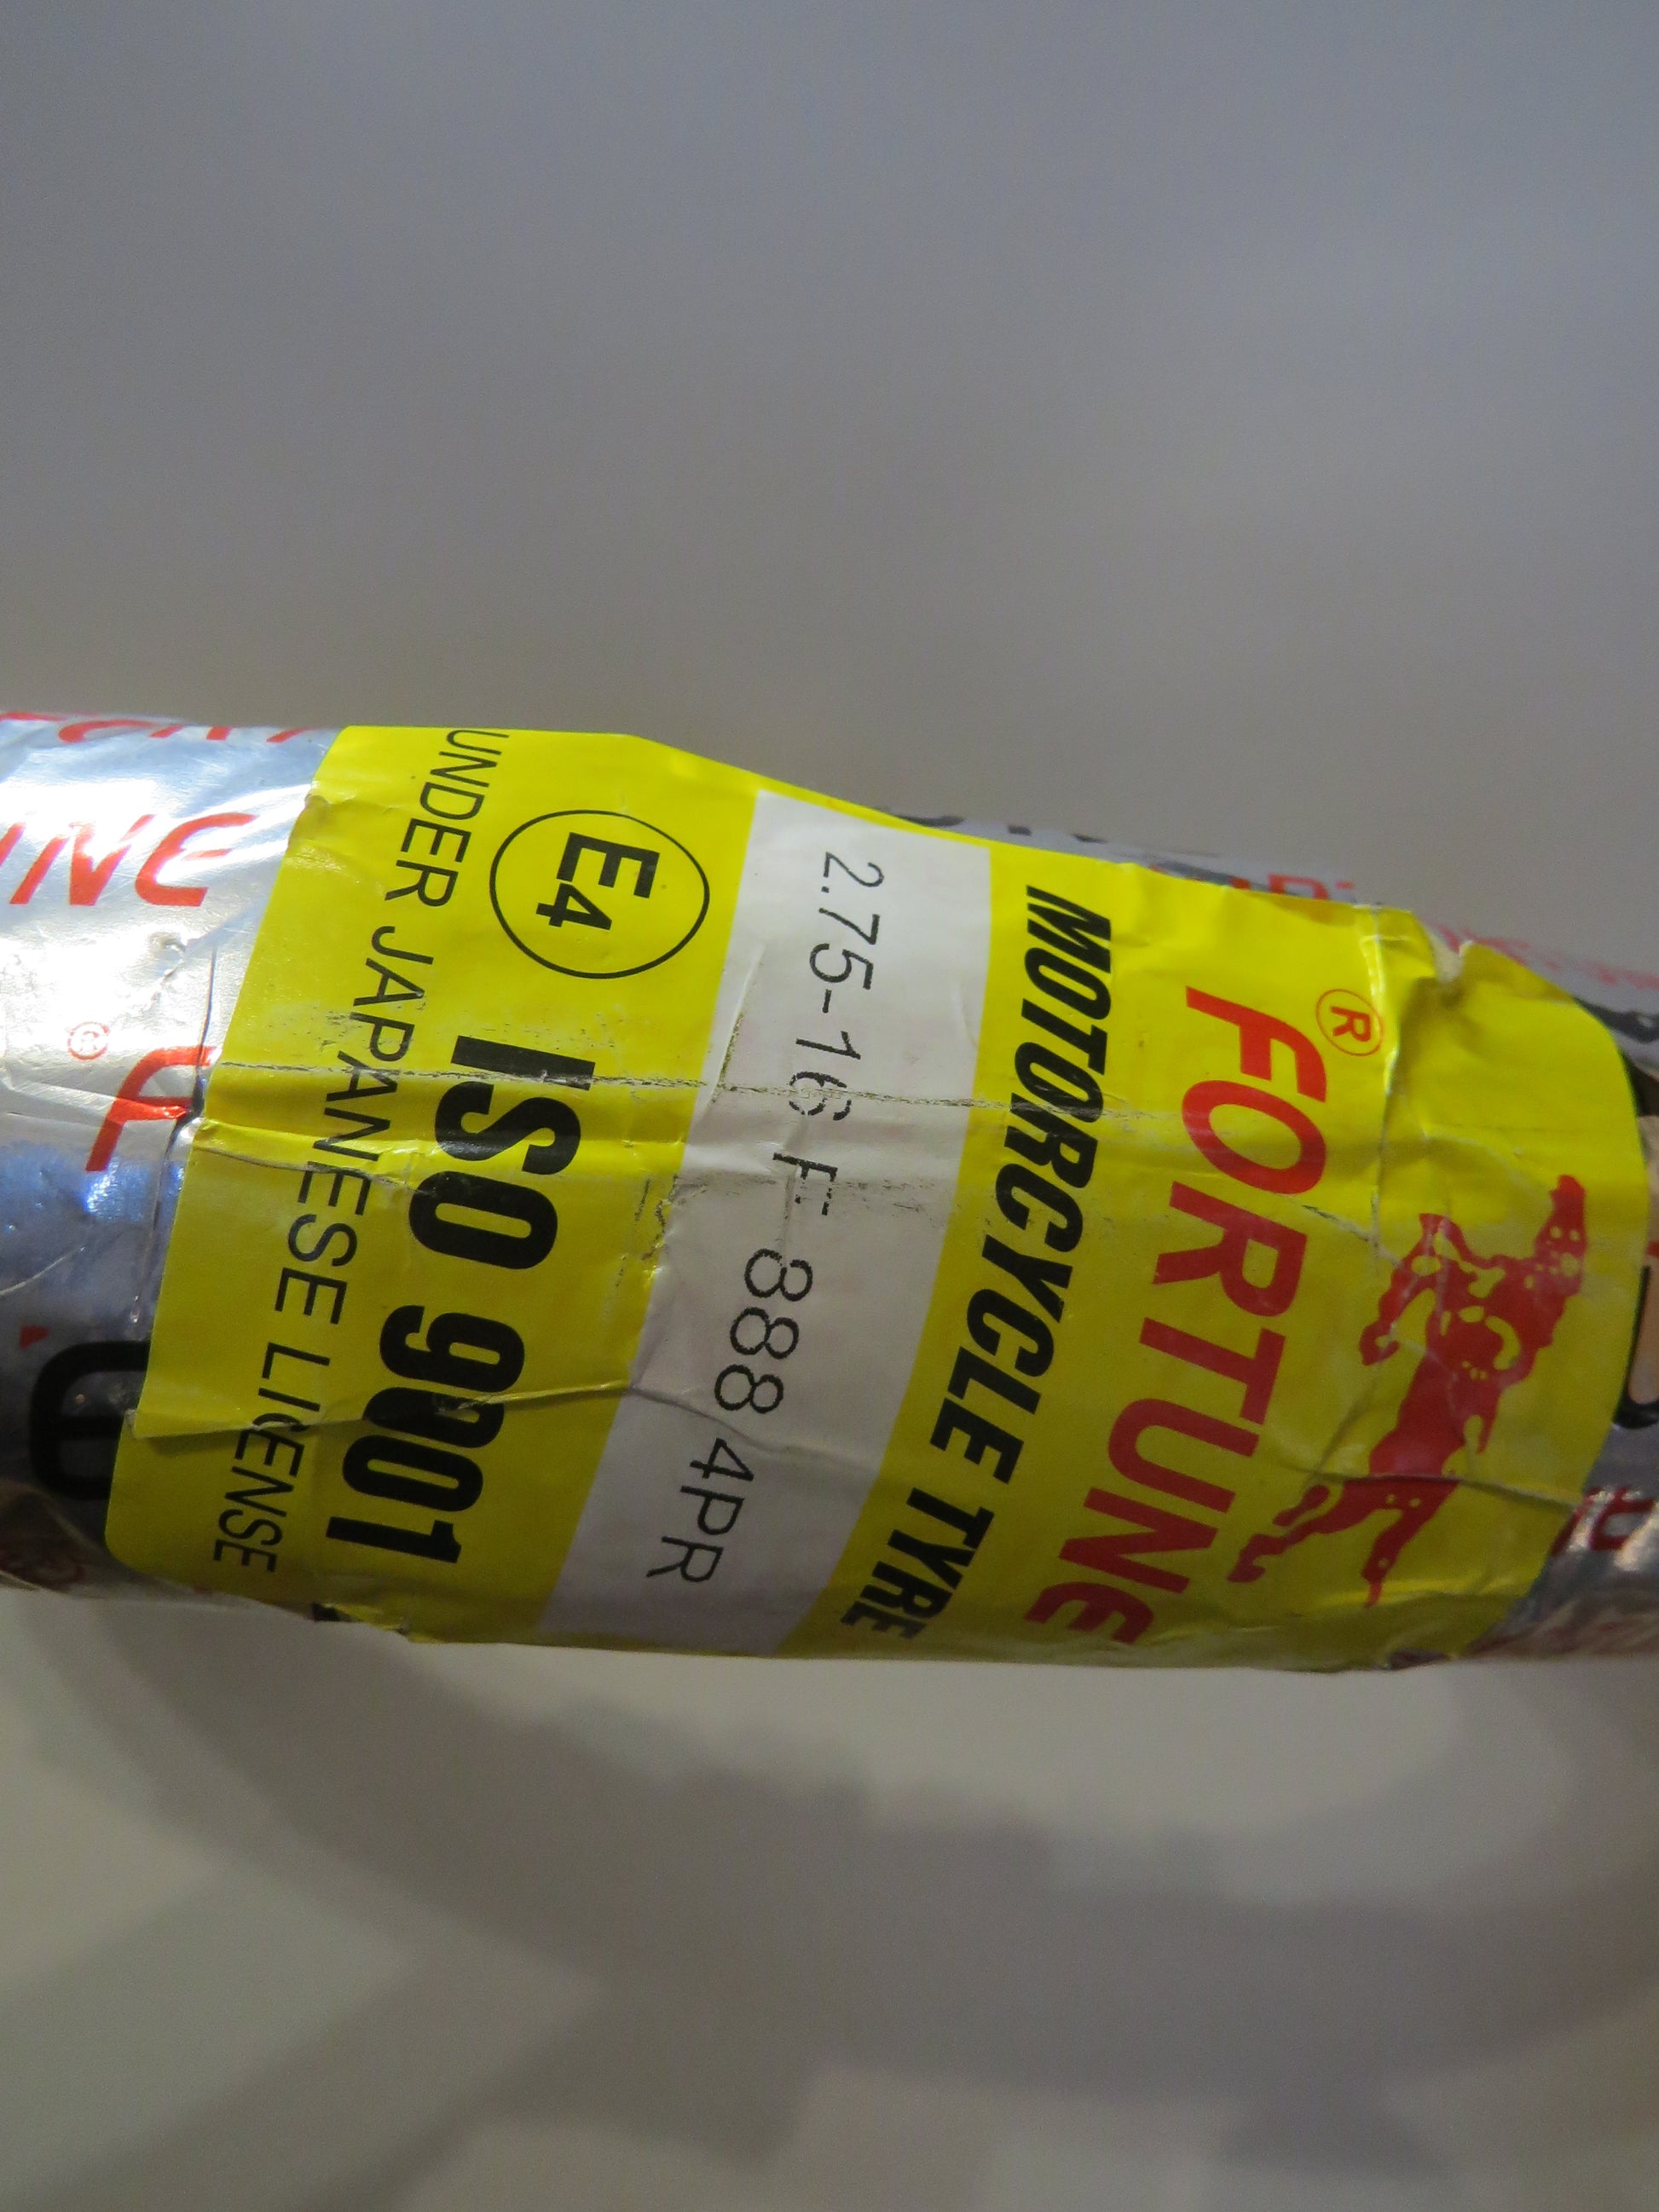 FORTUNE®
MOTORCYCLE TYRE
2.75-16 F-888 4PR
E4
ISO 9001
UNDER JAPANESE LICENSE